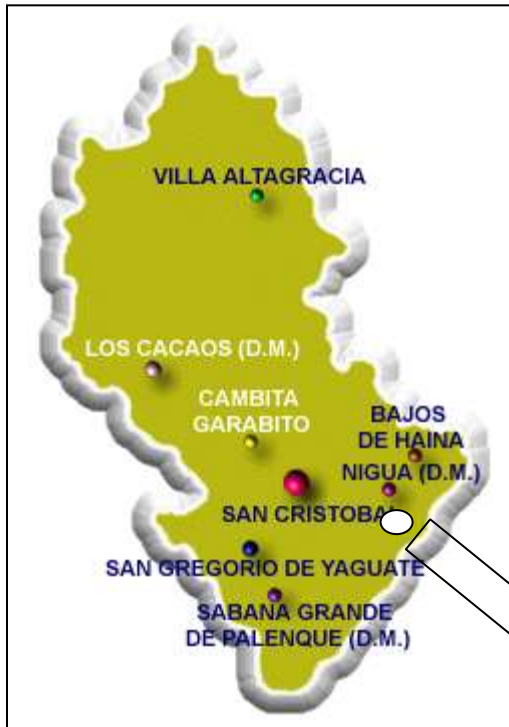 VILLA ALTAGRACIA
LOS CACAOS (D.M.)
CAMBITA
GARABITO
BAJOS
DE HAINA
NIGUA (D.M.)
SAN CRISTOBAL
SAN GREGORIO DE YAGUATE
SABANA GRANDE
DE PALENQUE (D.M.)